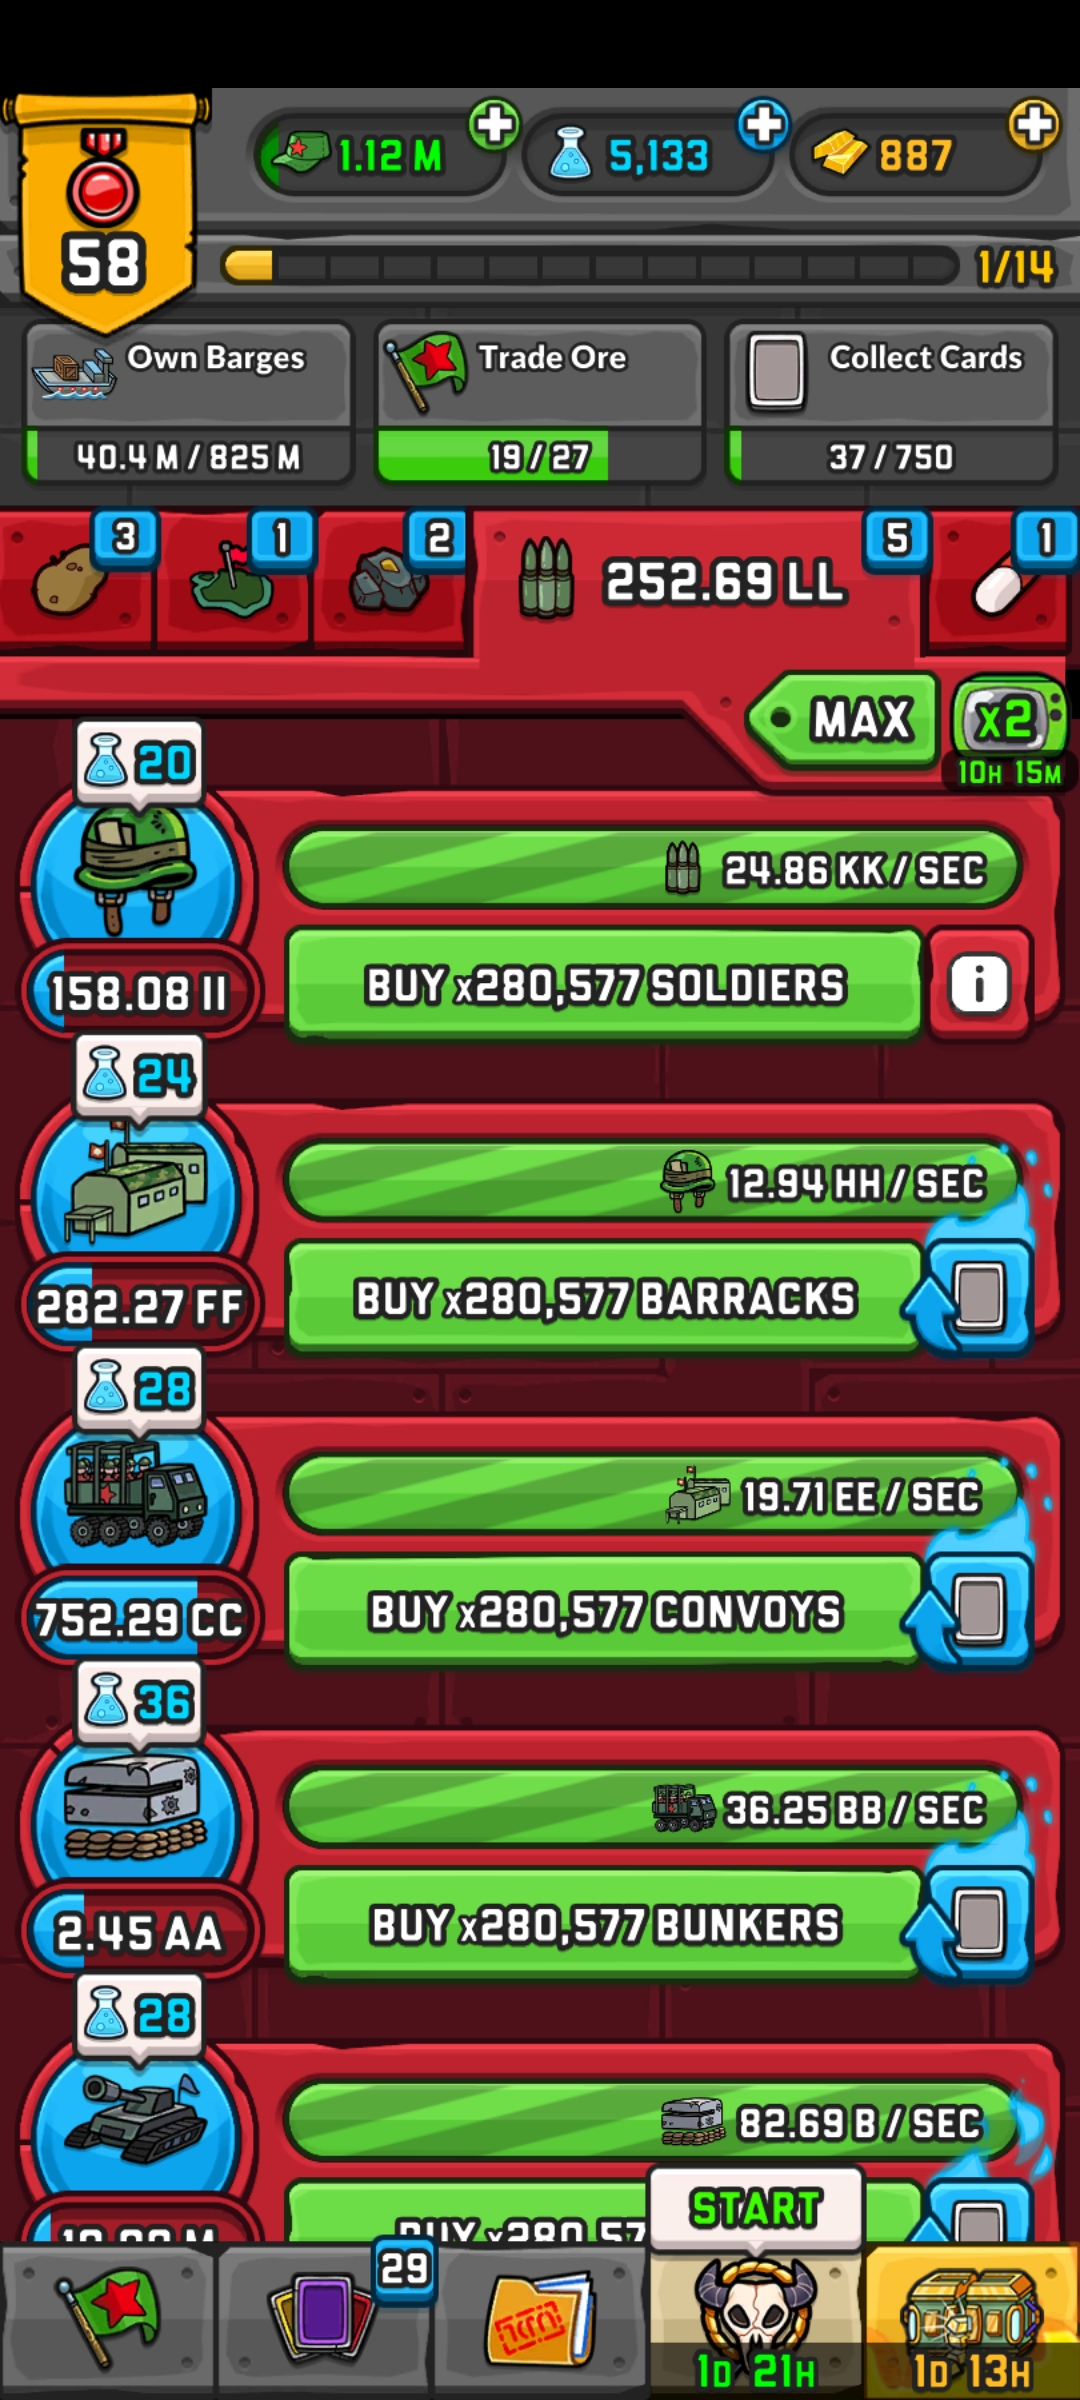 58
1.12 M
5,133
887
1/14
Own Barges
Trade Ore
Collect Cards
40.4 M / 825 M
19 / 27
37 / 750
3
1
2
252.69 LL
5
1
MAX
x2
10H 15M
20
24.86 KK / SEC
158.08 II
BUY x280,577 SOLDIERS
i
24
12.94 HH / SEC
282.27 FF
BUY x280,577 BARRACKS
28
19.71 EE / SEC
752.29 CC
BUY x280,577 CONVOYS
36
36.25 BB / SEC
2.45 AA
BUY x280,577 BUNKERS
28
82.69 B / SEC
BUY x280,57
START
29
1D 21H
1D 13H